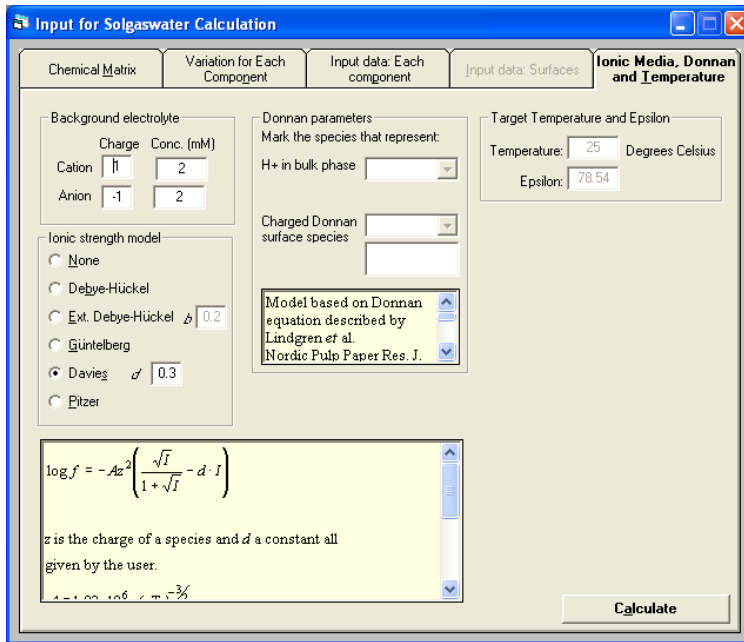 Input for Solgaswater Calculation
Chemical Matrix
Variation for Each
Component
Input data: Each
component
Input data: Surfaces
Ionic Media, Donnan
and Temperature
Background electrolyte
Charge Conc. (mM)
Cation 1 2
Anion -1 2
Ionic strength model
None
Debye-Hückel
Ext. Debye-Hückel b 0.2
Güntelberg
Davies d 0.3
Pitzer
Donnan parameters
Mark the species that represent:
H+ in bulk phase
Charged Donnan
surface species
Model based on Donnan
equation described by
Lindgren et al.
Nordic Pulp Paper Res. J.
Target Temperature and Epsilon
Temperature: 25 Degrees Celsius
Epsilon: 78.54
log f = -Az²(√I / (1 + √I) - d · I)
z is the charge of a species and d a constant all
given by the user.
Calculate